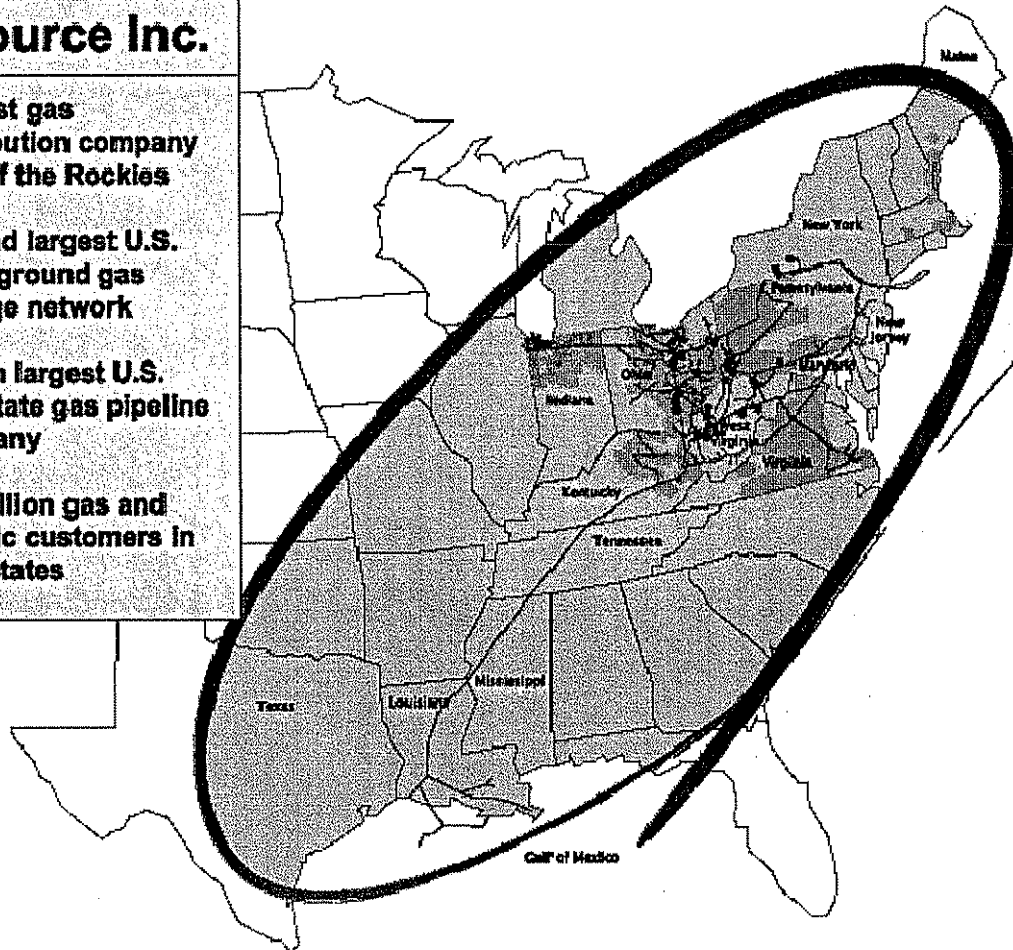 ource Inc.
st gas
bution company
f the Rockies
d largest U.S.
ground gas
ge network
n largest U.S.
tate gas pipeline
any
llion gas and
ic customers in
tates
Maine
New York
Pennsylvania
New
Jersey
Maryland
Ohio
Indiana
West
Virginia
Virginia
Kentucky
Tennessee
Mississippi
Texas
Louisiana
Gulf of Mexico